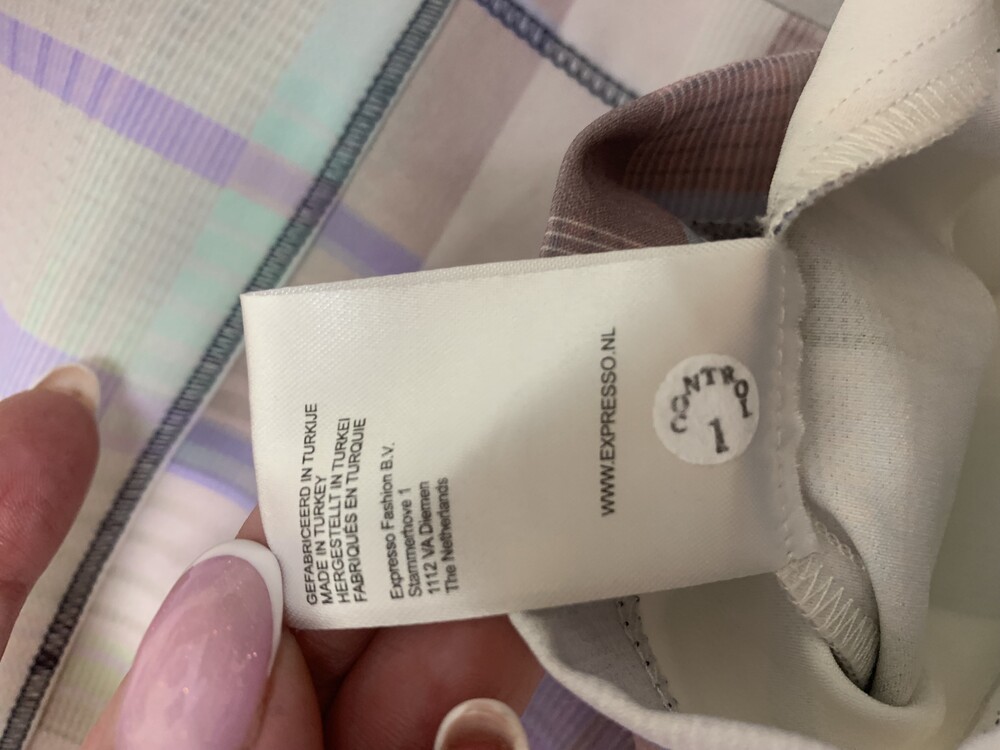 GEFABRICEERD IN TURKIJE
MADE IN TURKEY
HERGESTELLT IN TURKEI
FABRIQUÉS EN TURQUIE
Expresso Fashion B.V.
Stammerhove 1
1112 VA Diemen
The Netherlands
WWW.EXPRESSO.NL
CONTROL
1